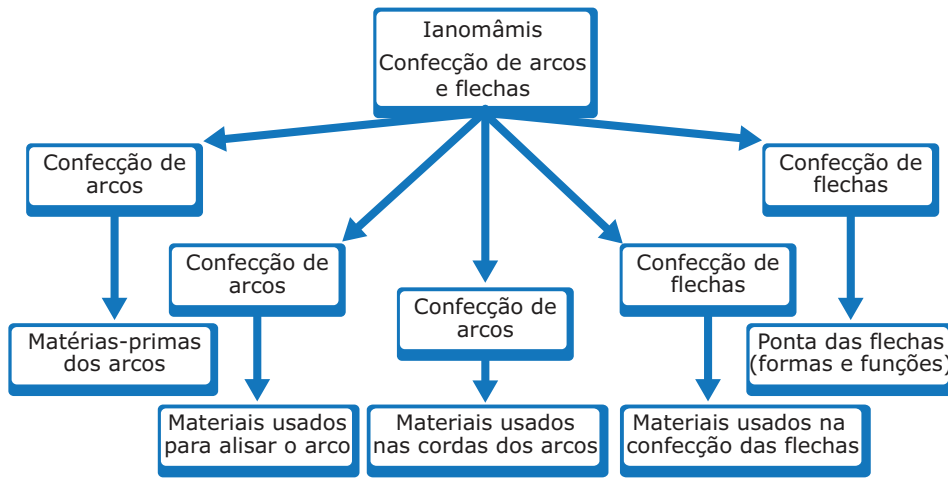 Ianomâmis
Confecção de arcos
e flechas
Confecção de
arcos
Confecção de
flechas
Confecção de
arcos
Confecção de
flechas
Confecção de
arcos
Matérias-primas
dos arcos
Ponta das flechas
(formas e funções)
Materiais usados
para alisar o arco
Materiais usados
nas cordas dos arcos
Materiais usados na
confecção das flechas